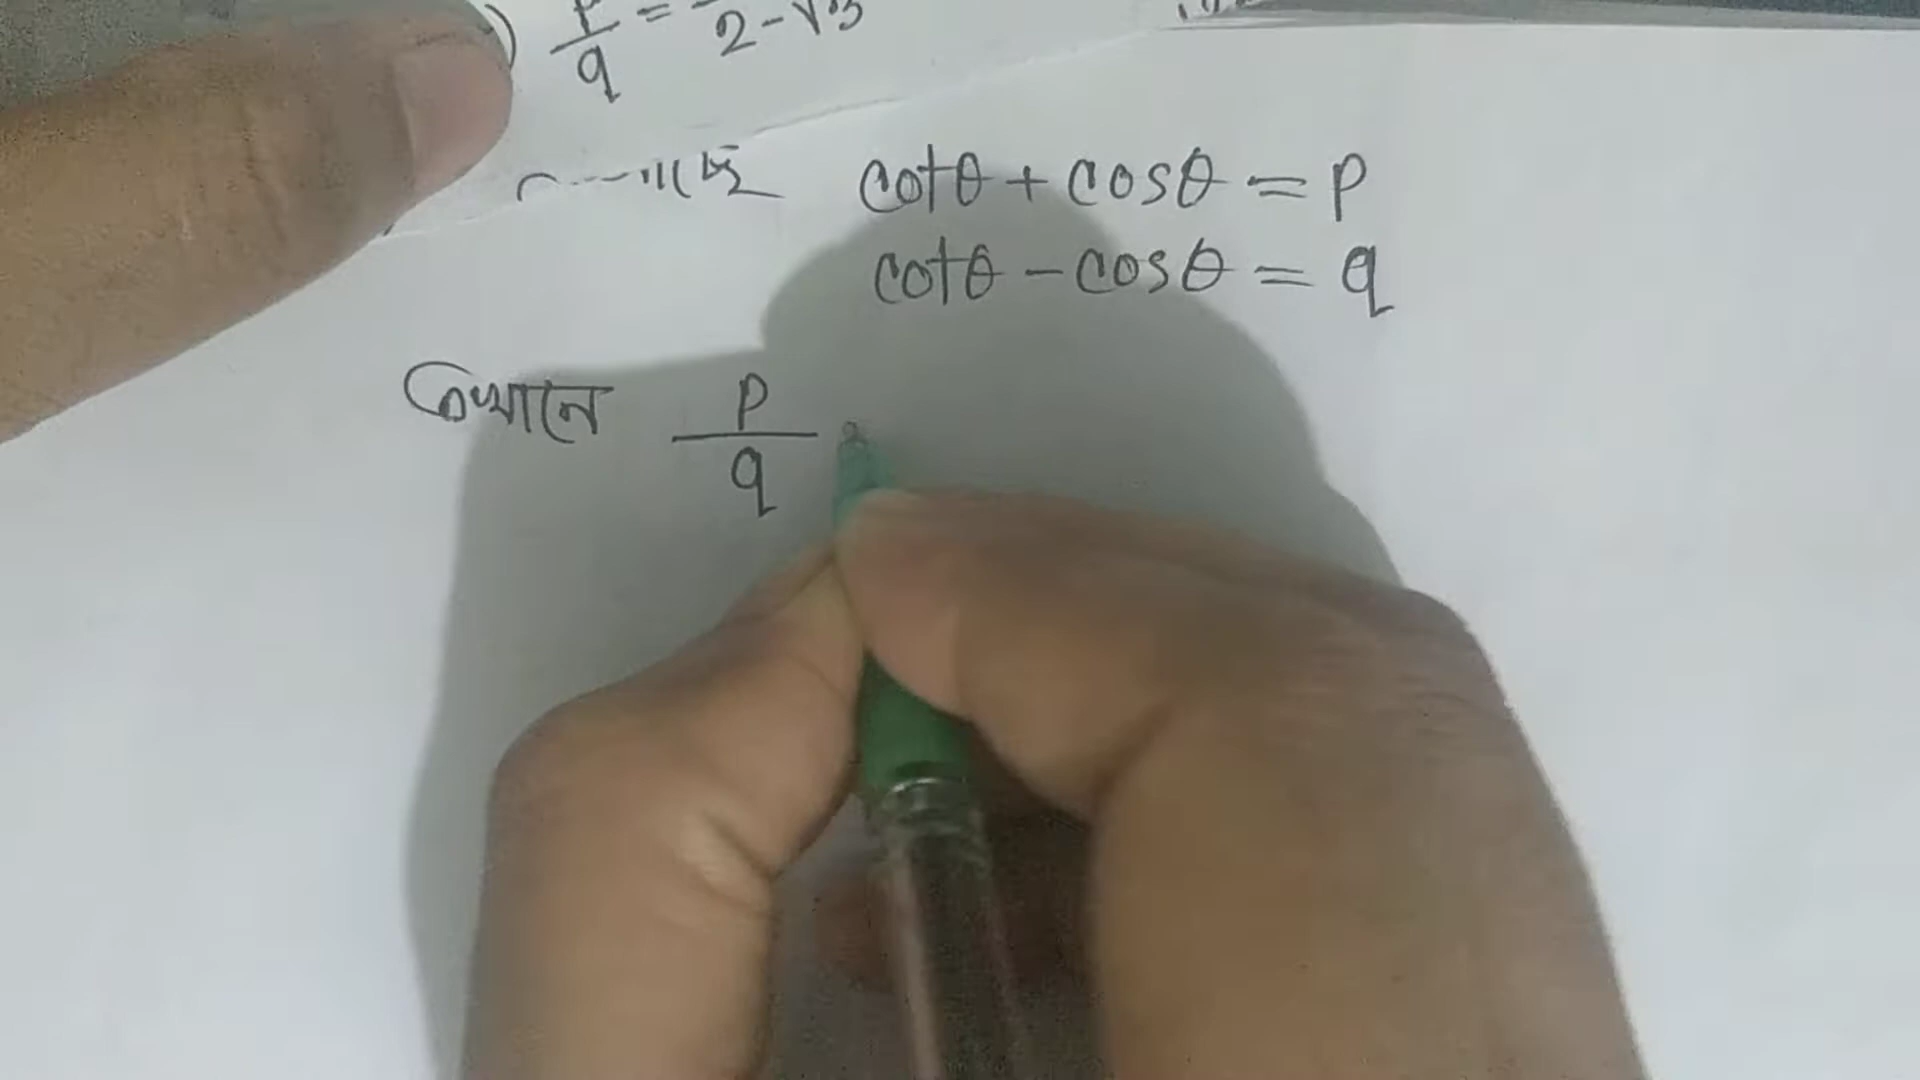 q = 2-√3
cotθ + cosθ = p
cotθ - cosθ = q
এখানে p/q